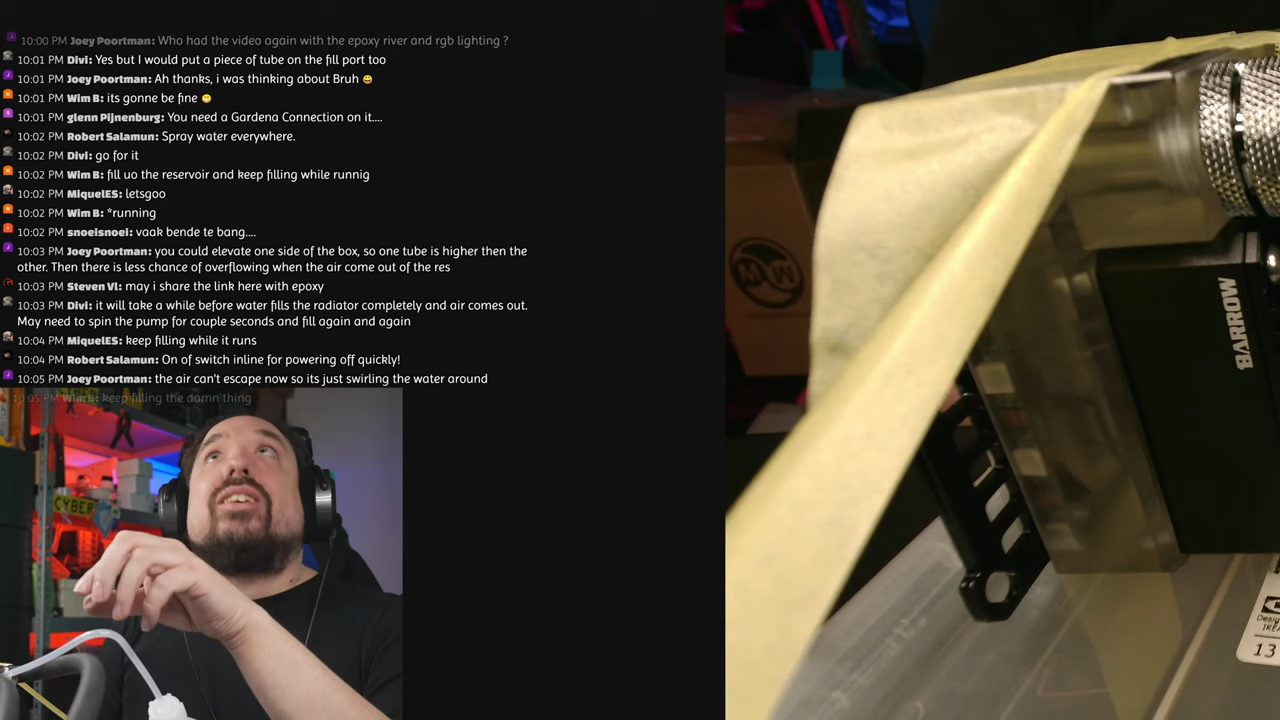 10:00 PM Joey Poortman: Who had the video again with the epoxy river and rgb lighting ?
10:01 PM Divi: Yes but I would put a piece of tube on the fill port too
10:01 PM Joey Poortman: Ah thanks, i was thinking about Bruh 😀
10:01 PM Wim B: its gonne be fine 😬
10:01 PM glenn Pijnenburg: You need a Gardena Connection on it....
10:02 PM Robert Salamun: Spray water everywhere.
10:02 PM Divi: go for it
10:02 PM Wim B: fill uo the reservoir and keep filling while runnig
10:02 PM MiquelES: letsgoo
10:02 PM Wim B: *running
10:02 PM snoeisnoei: vaak bende te bang....
10:03 PM Joey Poortman: you could elevate one side of the box, so one tube is higher then the
other. Then there is less chance of overflowing when the air come out of the res
10:03 PM Steven Vl: may i share the link here with epoxy
10:03 PM Divi: it will take a while before water fills the radiator completely and air comes out.
May need to spin the pump for couple seconds and fill again and again
10:04 PM MiquelES: keep filling while it runs
10:04 PM Robert Salamun: On of switch inline for powering off quickly!
10:05 PM Joey Poortman: the air can't escape now so its just swirling the water around
10:05 PM Wim B: keep filling the damn thing
CYBER
BARROW
13